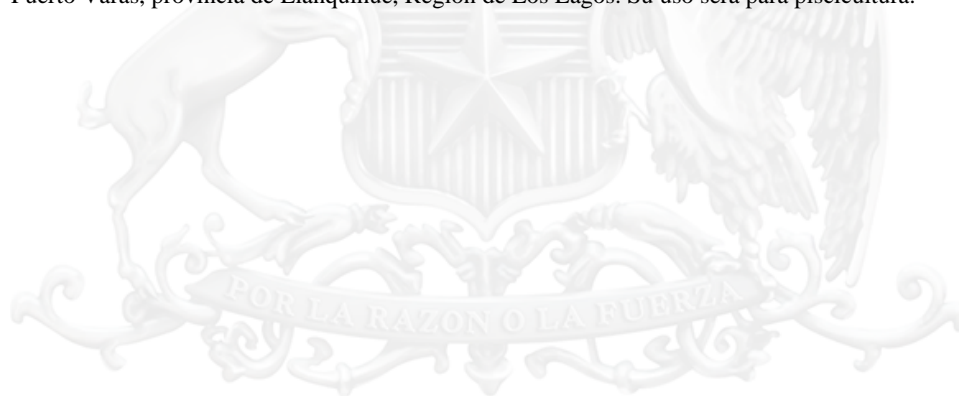 Puerto Varas, provincia de Llanquihue, Región de Los Lagos. Su uso será para piscicultura.
POR LA RAZON O LA FUERZA